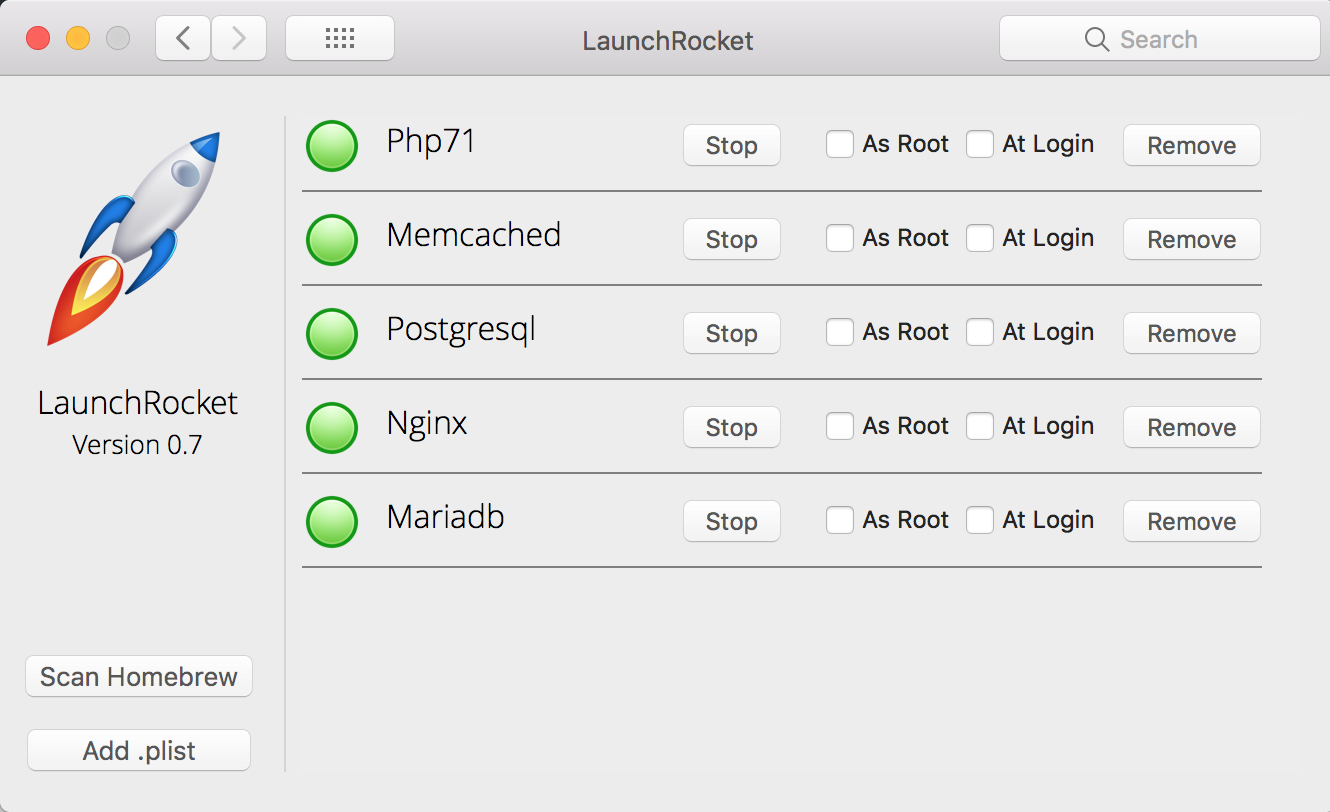 LaunchRocket
Search
Php71 Stop As Root At Login Remove
Memcached Stop As Root At Login Remove
Postgresql Stop As Root At Login Remove
Nginx Stop As Root At Login Remove
Mariadb Stop As Root At Login Remove
LaunchRocket
Version 0.7
Scan Homebrew
Add .plist